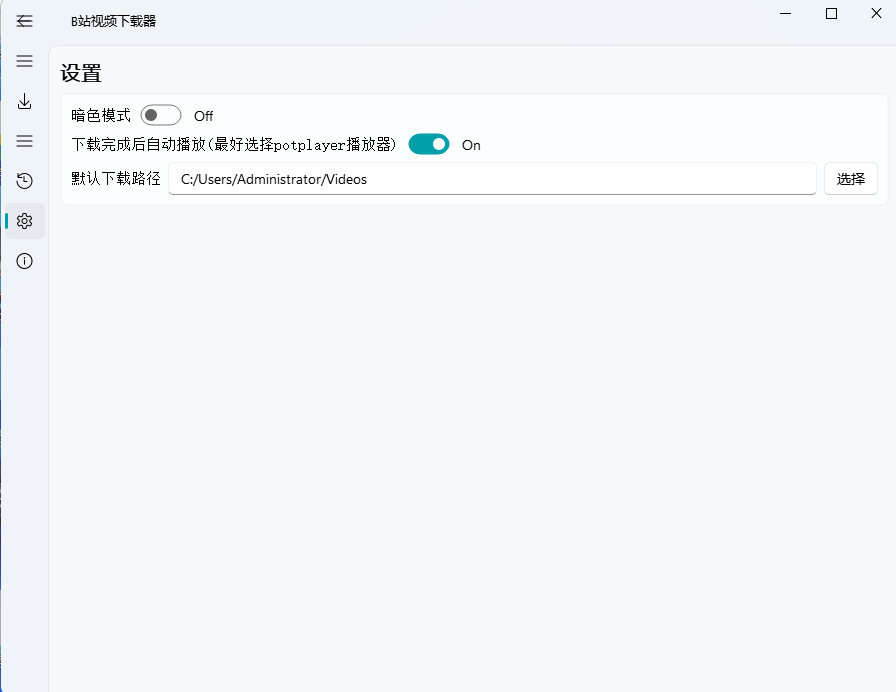 B站视频下载器
设置
暗色模式 Off
下载完成后自动播放(最好选择potplayer播放器) On
默认下载路径 C:/Users/Administrator/Videos 选择